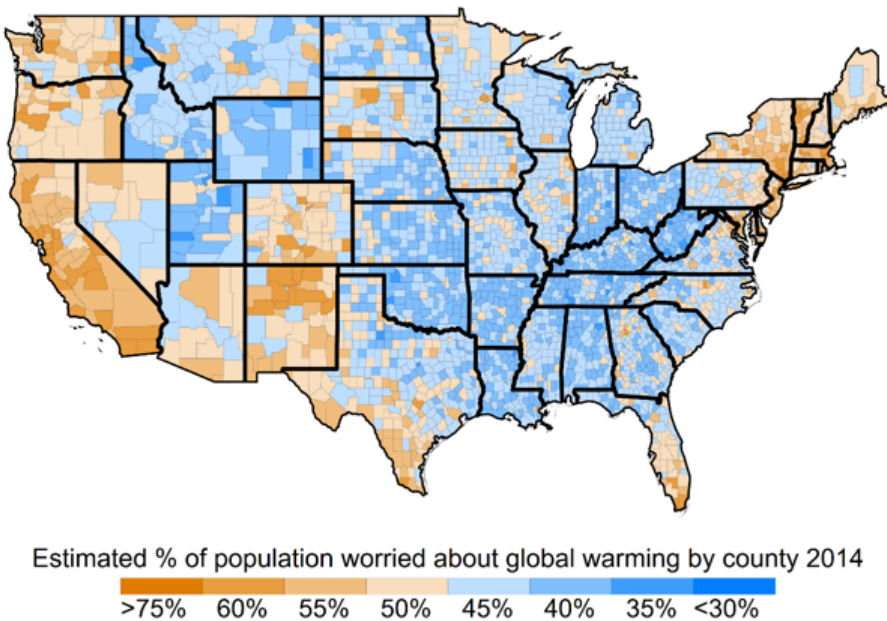 Estimated % of population worried about global warming by county 2014
>75% 60% 55% 50% 45% 40% 35% <30%